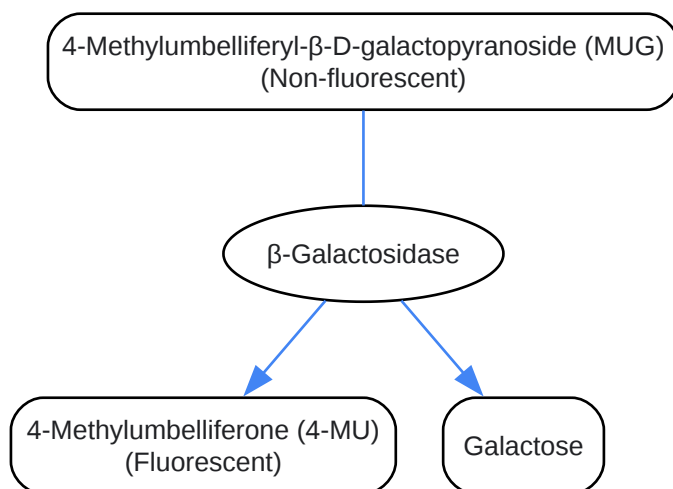 4-Methylumbelliferyl-β-D-galactopyranoside (MUG)
(Non-fluorescent)
β-Galactosidase
4-Methylumbelliferone (4-MU)
(Fluorescent)
Galactose